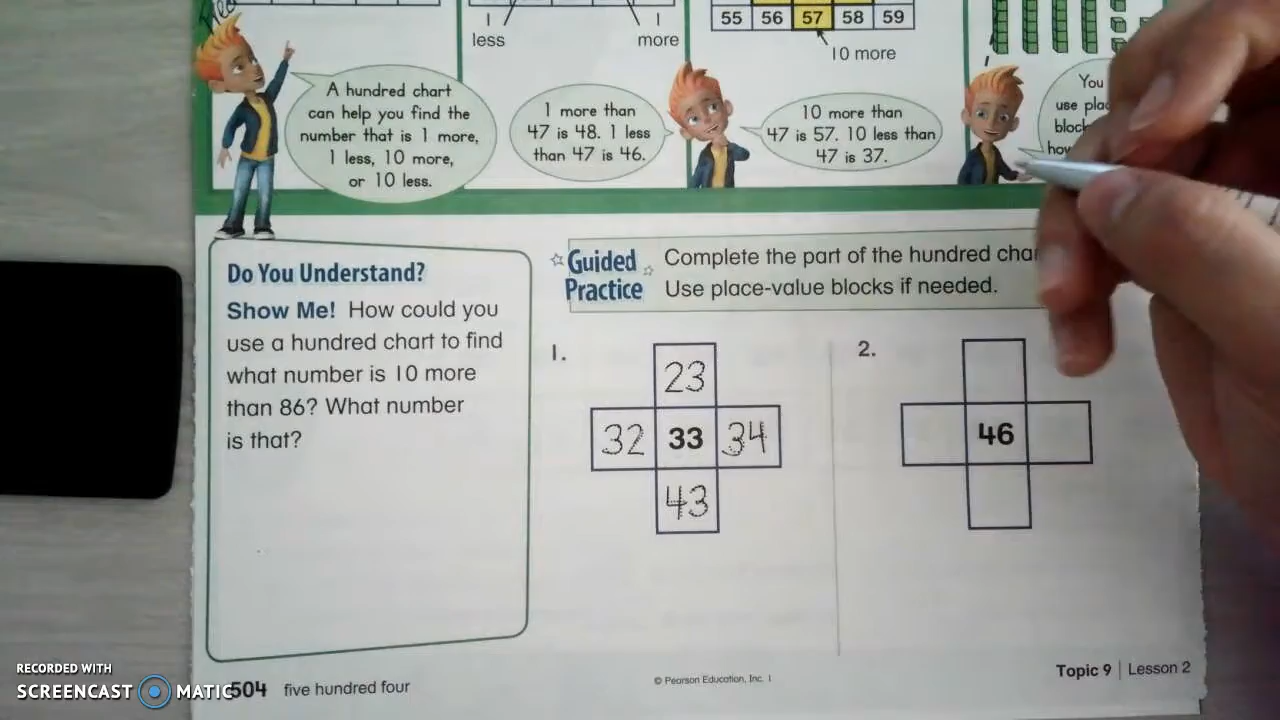 55 56 57 58 59
1 less
1 more
10 more
A hundred chart
can help you find the
number that is 1 more,
1 less, 10 more,
or 10 less.
1 more than
47 is 48. 1 less
than 47 is 46.
10 more than
47 is 57. 10 less than
47 is 37.
You
use
Do You Understand?
Show Me! How could you
use a hundred chart to find
what number is 10 more
than 86? What number
is that?
Guided
Practice
Complete the part of the hundred
Use place-value blocks if needed.
1.
23
32 33 34
43
2.
46
504 five hundred four
© Pearson Education, Inc. 1
Topic 9 | Lesson 2
RECORDED WITH
SCREENCAST MATIC